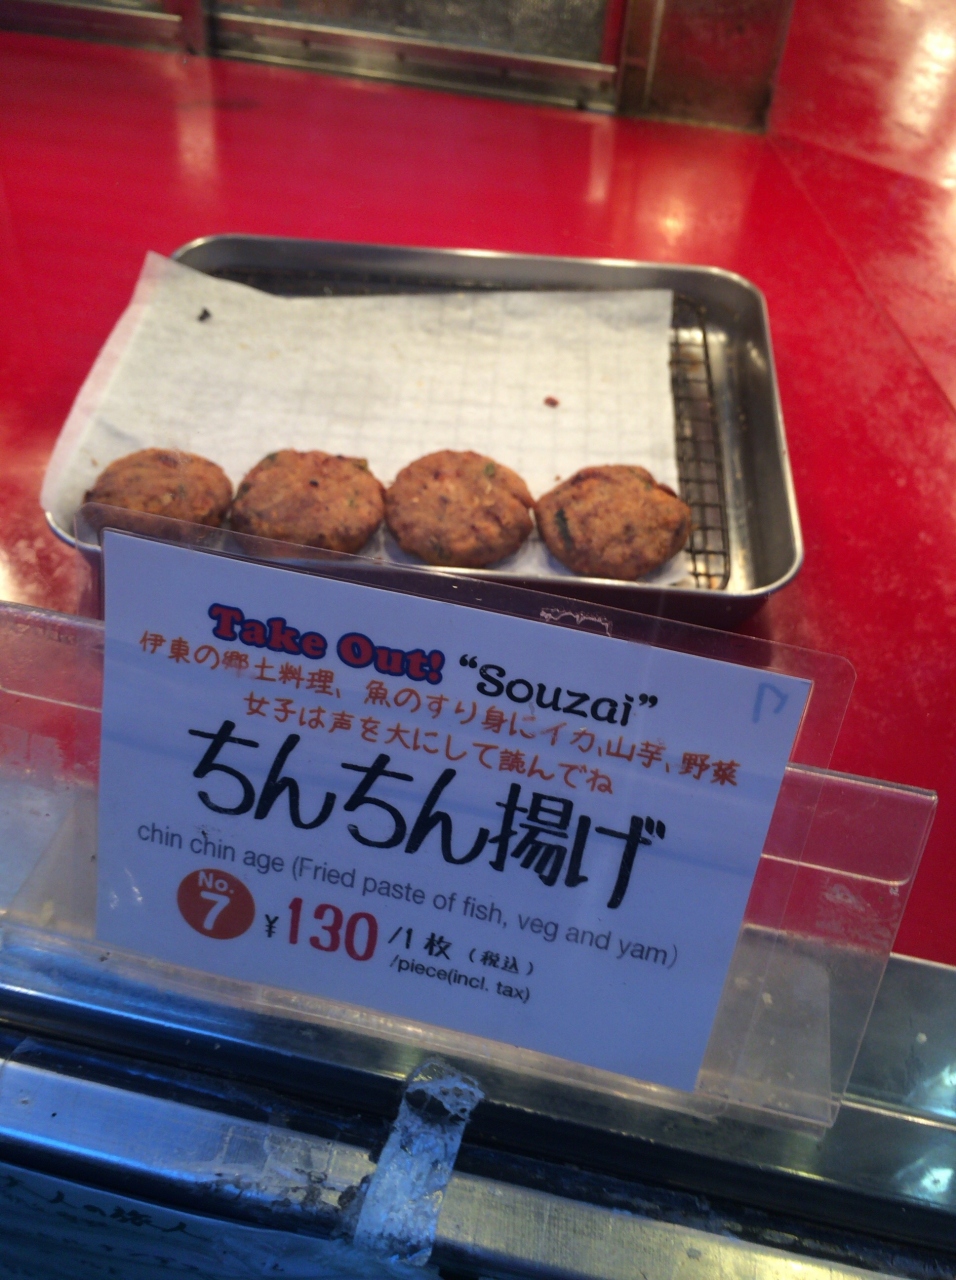 Take Out! “Souzai”
伊東の郷土料理、魚のすり身にイカ、山芋、野菜
女子は声を大にして読んでね
ちんちん揚げ
chin chin age (Fried paste of fish, veg and yam)
No.
7
¥130/1枚(税込)
/piece(incl. tax)